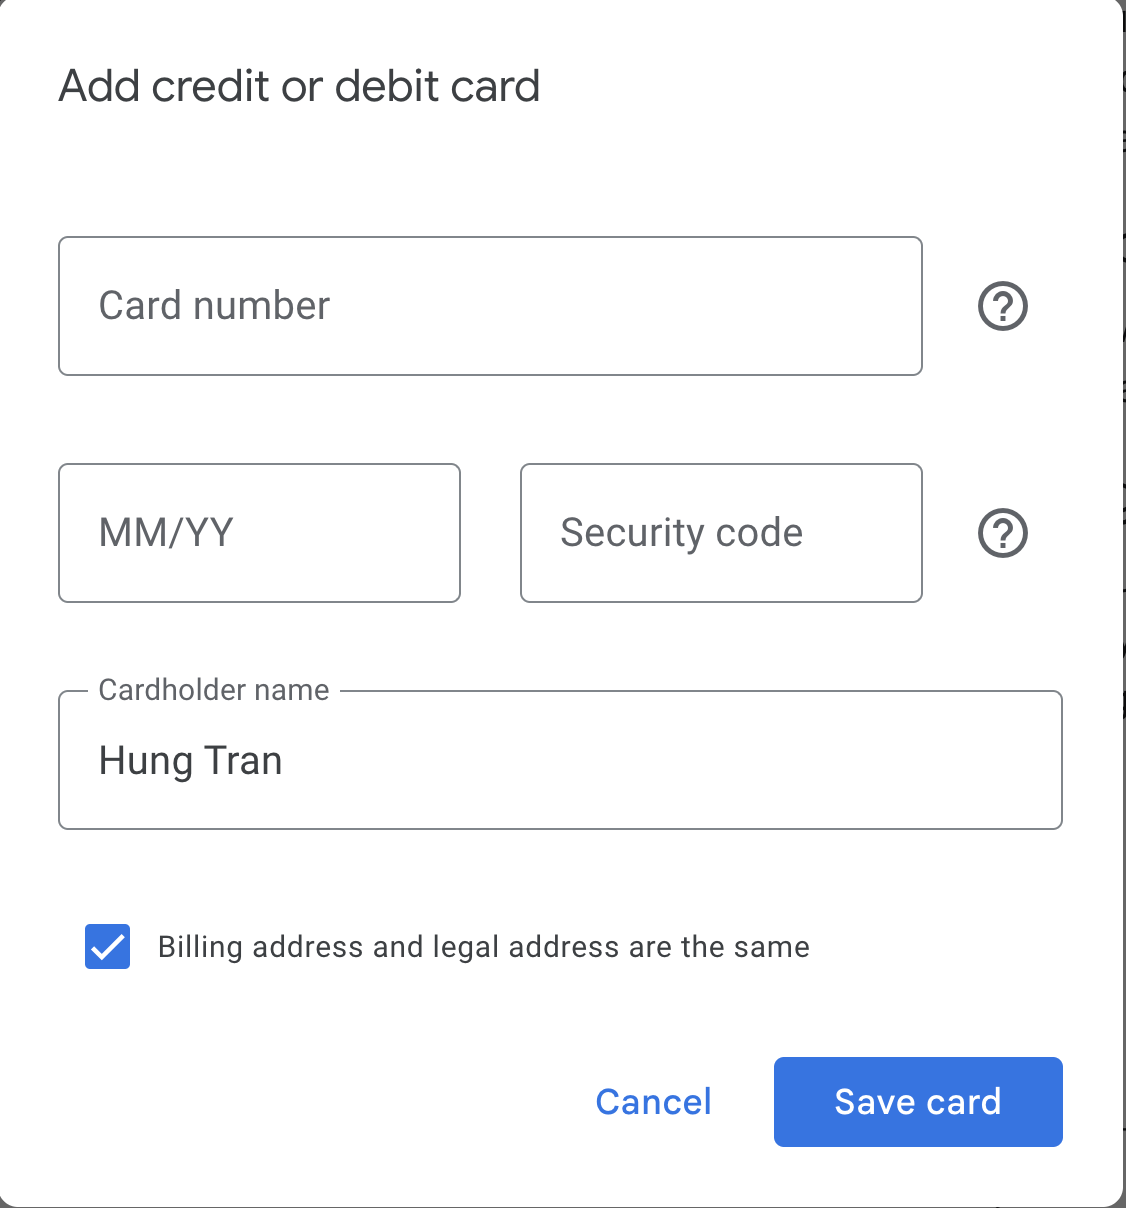 Add credit or debit card
Card number
?
MM/YY
Security code
?
Cardholder name
Hung Tran
Billing address and legal address are the same
Cancel
Save card